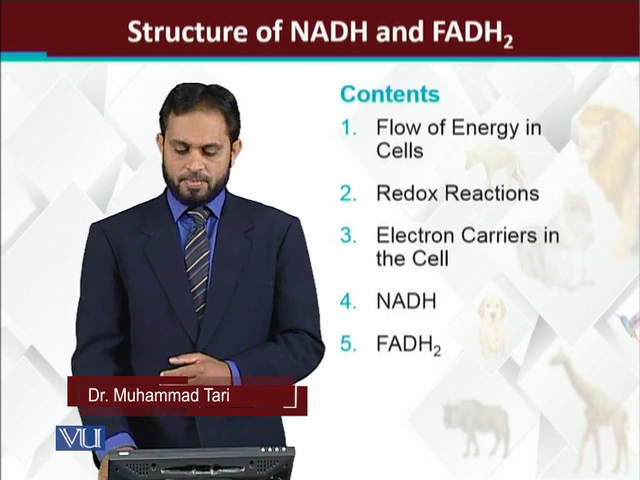 Structure of NADH and FADH2
Contents
1. Flow of Energy in
Cells
2. Redox Reactions
3. Electron Carriers in
the Cell
4. NADH
5. FADH2
Dr. Muhammad Tari
VU